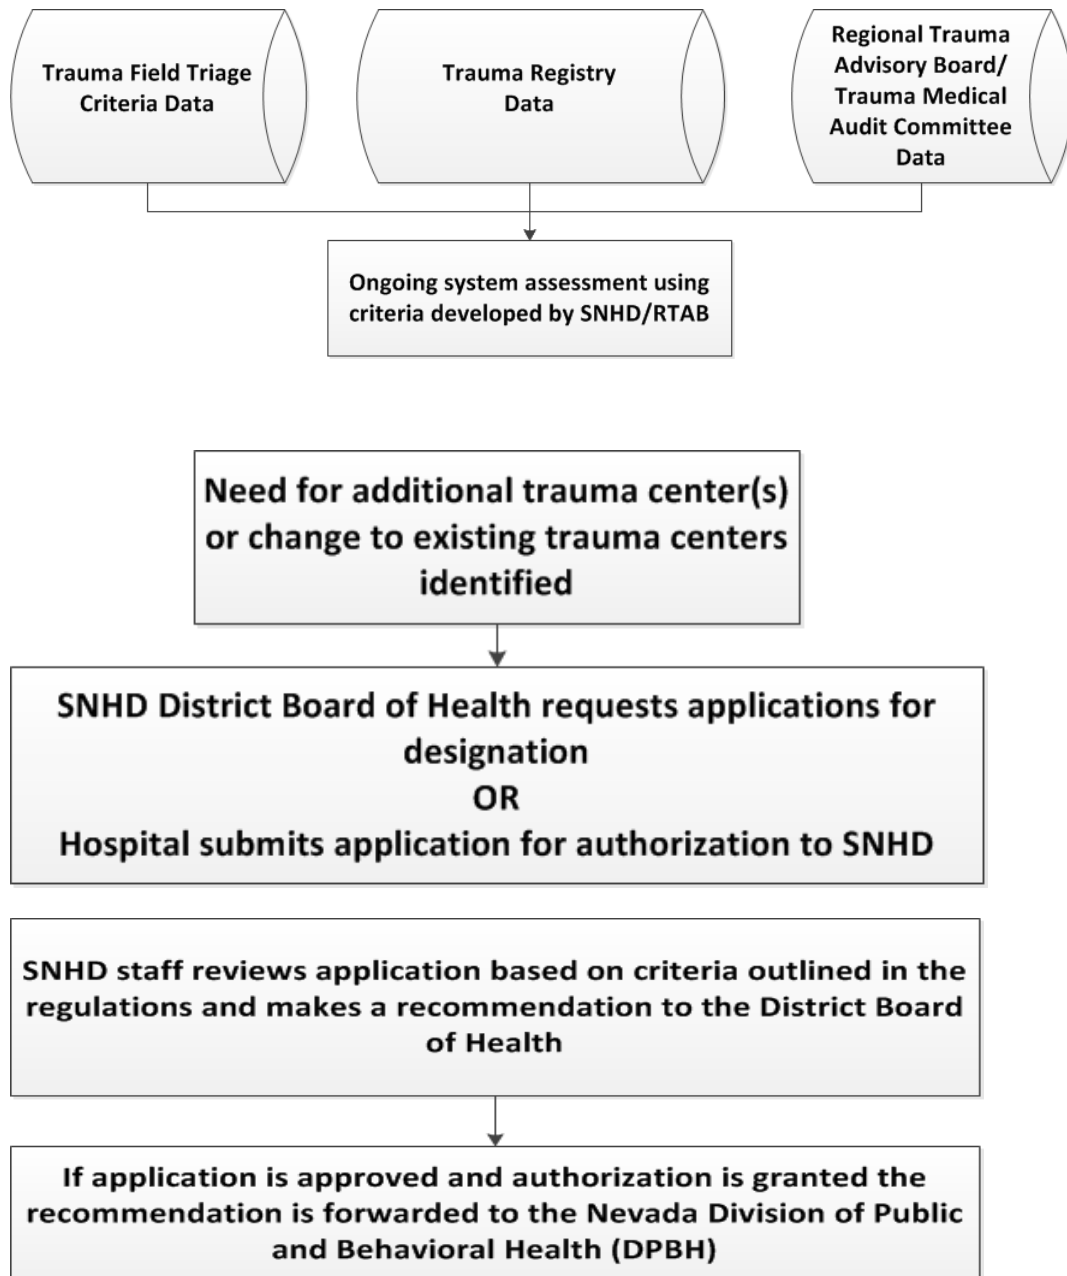 Trauma Field Triage
Criteria Data
Trauma Registry
Data
Regional Trauma
Advisory Board/
Trauma Medical
Audit Committee
Data
Ongoing system assessment using
criteria developed by SNHD/RTAB
Need for additional trauma center(s)
or change to existing trauma centers
identified
SNHD District Board of Health requests applications for
designation
OR
Hospital submits application for authorization to SNHD
SNHD staff reviews application based on criteria outlined in the
regulations and makes a recommendation to the District Board
of Health
If application is approved and authorization is granted the
recommendation is forwarded to the Nevada Division of Public
and Behavioral Health (DPBH)